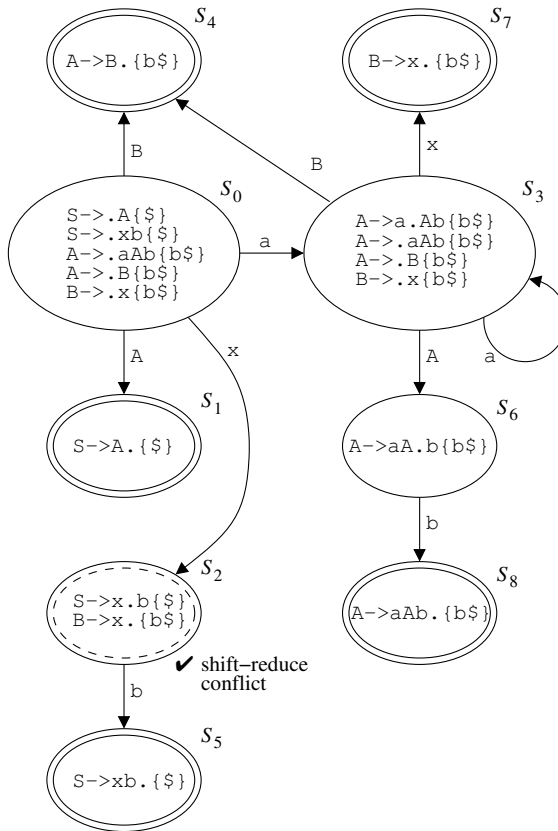 S4
S7
A->B.{b$}
B->x.{b$}
B
B
x
S0
S3
S->.A{$}
S->.xb{$}
A->.aAb{b$}
A->.B{b$}
B->.x{b$}
a
A->a.Ab{b$}
A->.aAb{b$}
A->.B{b$}
B->.x{b$}
A
x
A
a
S1
S6
S->A.{$}
A->aA.b{b$}
b
S2
S8
S->x.b{$}
B->x.{b$}
A->aAb.{b$}
✔ shift-reduce
conflict
b
S5
S->xb.{$}